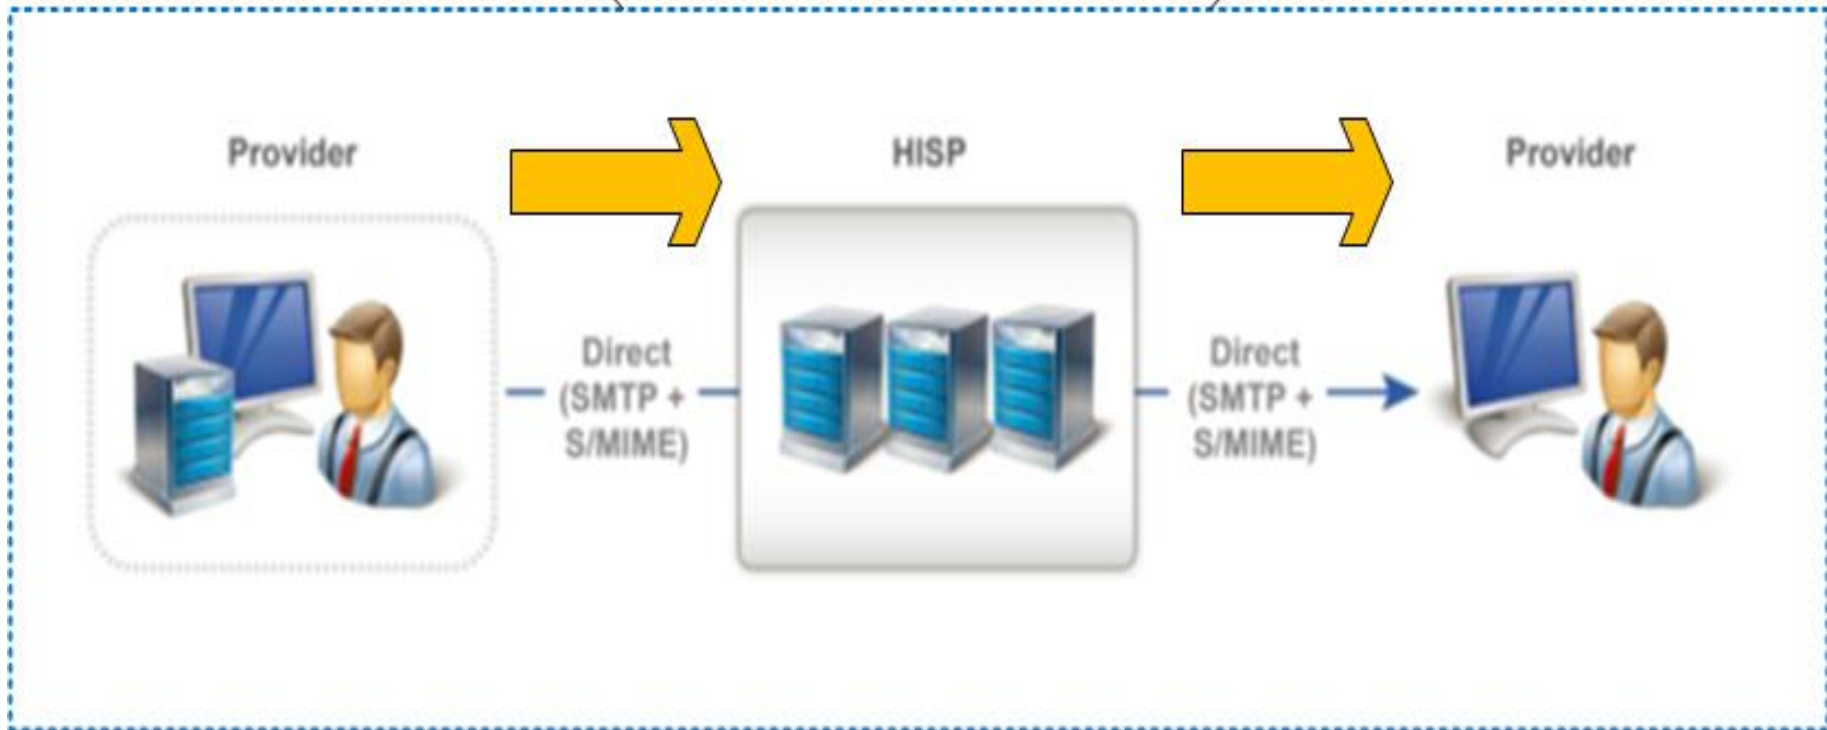 Provider
HISP
Provider
Direct
(SMTP +
S/MIME)
Direct
(SMTP +
S/MIME)